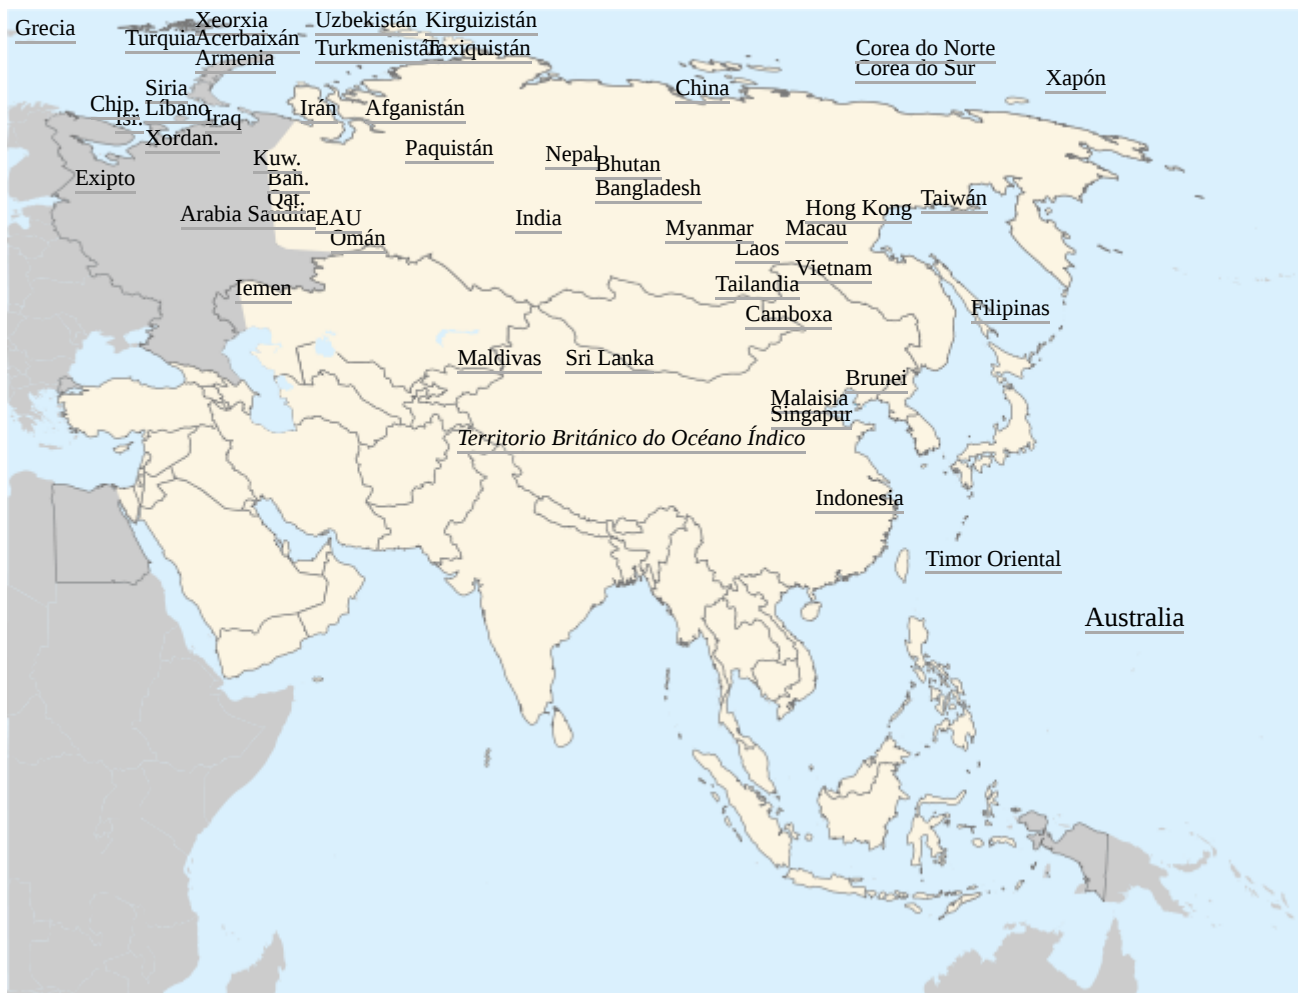 Xeorxia
Uzbekistán
Kirguizistán
Grecia
Turquia
Acerbaixán
Turkmenistán
Taxiquistán
Corea do Norte
Armenia
Corea do Sur
Xapón
Siria
China
Chip.
Líbano
Irán
Afganistán
Isr.
Iraq
Xordan.
Paquistán
Nepal
Kuw.
Bhutan
Exipto
Bah.
Bangladesh
Qat.
Taiwán
Arabia Saudita
EAU
India
Hong Kong
Omán
Myanmar
Macau
Laos
Vietnam
Iemen
Tailandia
Camboxa
Filipinas
Maldivas
Sri Lanka
Brunei
Malaisia
Singapur
Territorio Británico do Océano Índico
Indonesia
Timor Oriental
Australia